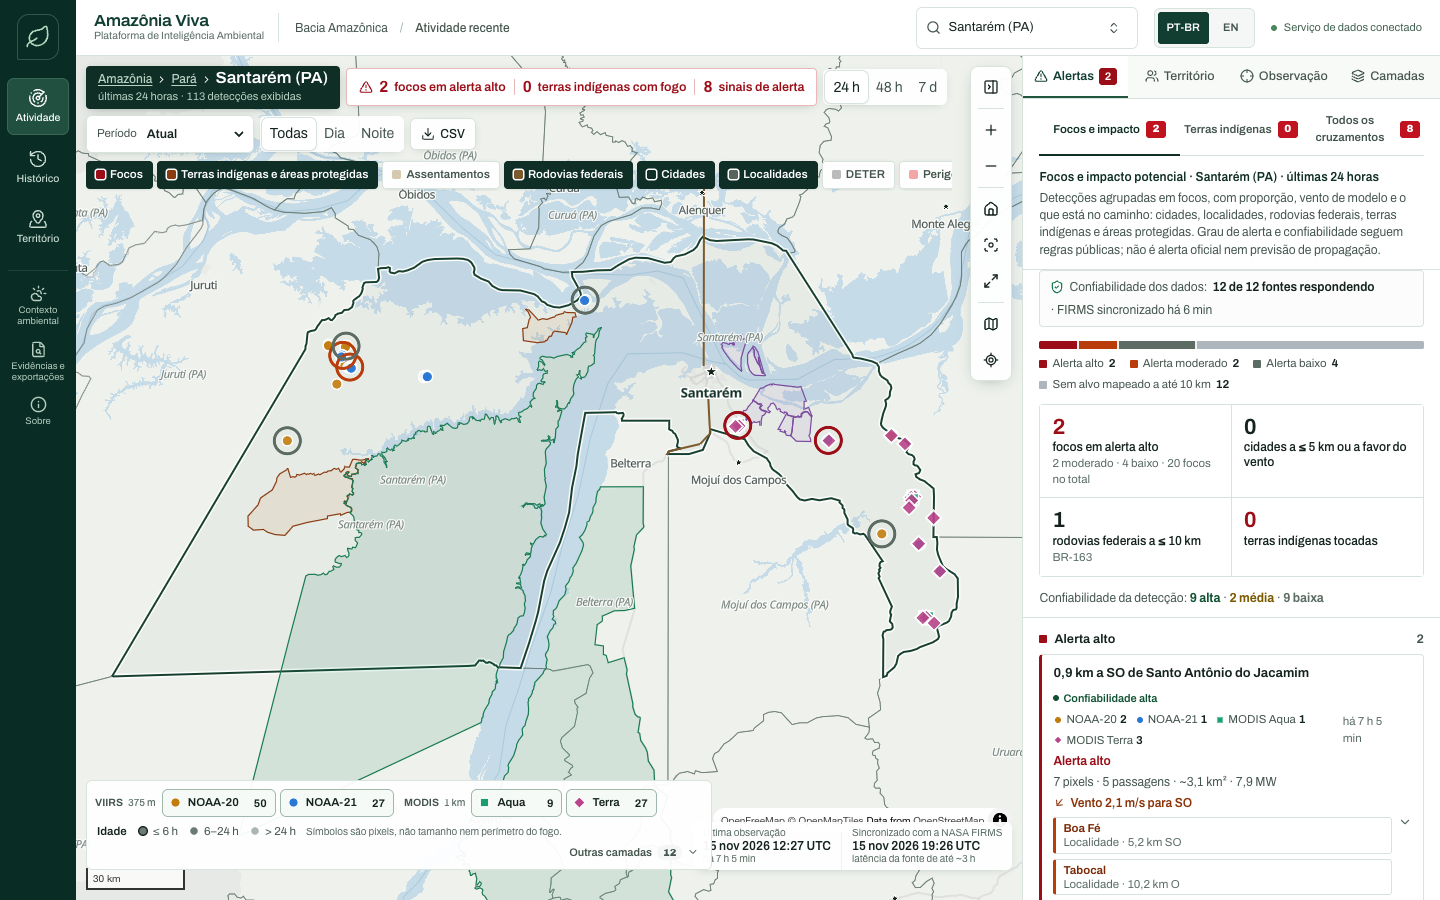 Amazônia Viva
Plataforma de Inteligência Ambiental
Bacia Amazônica / Atividade recente
Santarém (PA)
PT-BR
EN
Serviço de dados conectado
Atividade
Histórico
Território
Contexto
ambiental
Evidências e
exportações
Sobre
Amazônia › Pará › Santarém (PA)
últimas 24 horas · 113 detecções exibidas
2 focos em alerta alto
0 terras indígenas com fogo
8 sinais de alerta
24 h
48 h
7 d
Período Atual
Todas
Dia
Noite
CSV
Focos
Terras indígenas e áreas protegidas
Assentamentos
Rodovias federais
Cidades
Localidades
DETER
Perig
Óbidos (PA)
Óbidos
Curuá
Curuá (PA)
Alenquer
Monte Aleg
Juruti
Juruti (PA)
Santarém (PA)
Santarém
Belterra
Mojuí dos Campos
Santarém (PA)
Santarém (PA)
Belterra (PA)
Mojuí dos Campos (PA)
VIIRS 375 m
NOAA-20 50
NOAA-21 27
MODIS 1 km
Aqua 9
Terra 27
Idade
≤ 6 h
6–24 h
> 24 h
Símbolos são pixels, não tamanho nem perímetro do fogo.
Outras camadas 12
30 km
OpenFreeMap © OpenMapTiles Data from OpenStreetMap
tima observação
5 nov 2026 12:27 UTC
7 h 5 min
Sincronizado com a NASA FIRMS
15 nov 2026 19:26 UTC
latência da fonte de até ~3 h
Alertas 2
Território
Observação
Camadas
Focos e impacto 2
Terras indígenas 0
Todos os
cruzamentos 8
Focos e impacto potencial · Santarém (PA) · últimas 24 horas
Detecções agrupadas em focos, com proporção, vento de modelo e o
que está no caminho: cidades, localidades, rodovias federais, terras
indígenas e áreas protegidas. Grau de alerta e confiabilidade seguem
regras públicas; não é alerta oficial nem previsão de propagação.
Confiabilidade dos dados: 12 de 12 fontes respondendo
· FIRMS sincronizado há 6 min
Alerta alto 2
Alerta moderado 2
Alerta baixo 4
Sem alvo mapeado a até 10 km 12
2
focos em alerta alto
2 moderado · 4 baixo · 20 focos
no total
0
cidades a ≤ 5 km ou a favor do
vento
1
rodovias federais a ≤ 10 km
BR-163
0
terras indígenas tocadas
Confiabilidade da detecção: 9 alta · 2 média · 9 baixa
Alerta alto 2
0,9 km a SO de Santo Antônio do Jacamim
Confiabilidade alta
NOAA-20 2
NOAA-21 1
MODIS Aqua 1
MODIS Terra 3
há 7 h 5
min
Alerta alto
7 pixels · 5 passagens · ~3,1 km² · 7,9 MW
Vento 2,1 m/s para SO
Boa Fé
Localidade · 5,2 km SO
Tabocal
Localidade · 10,2 km O